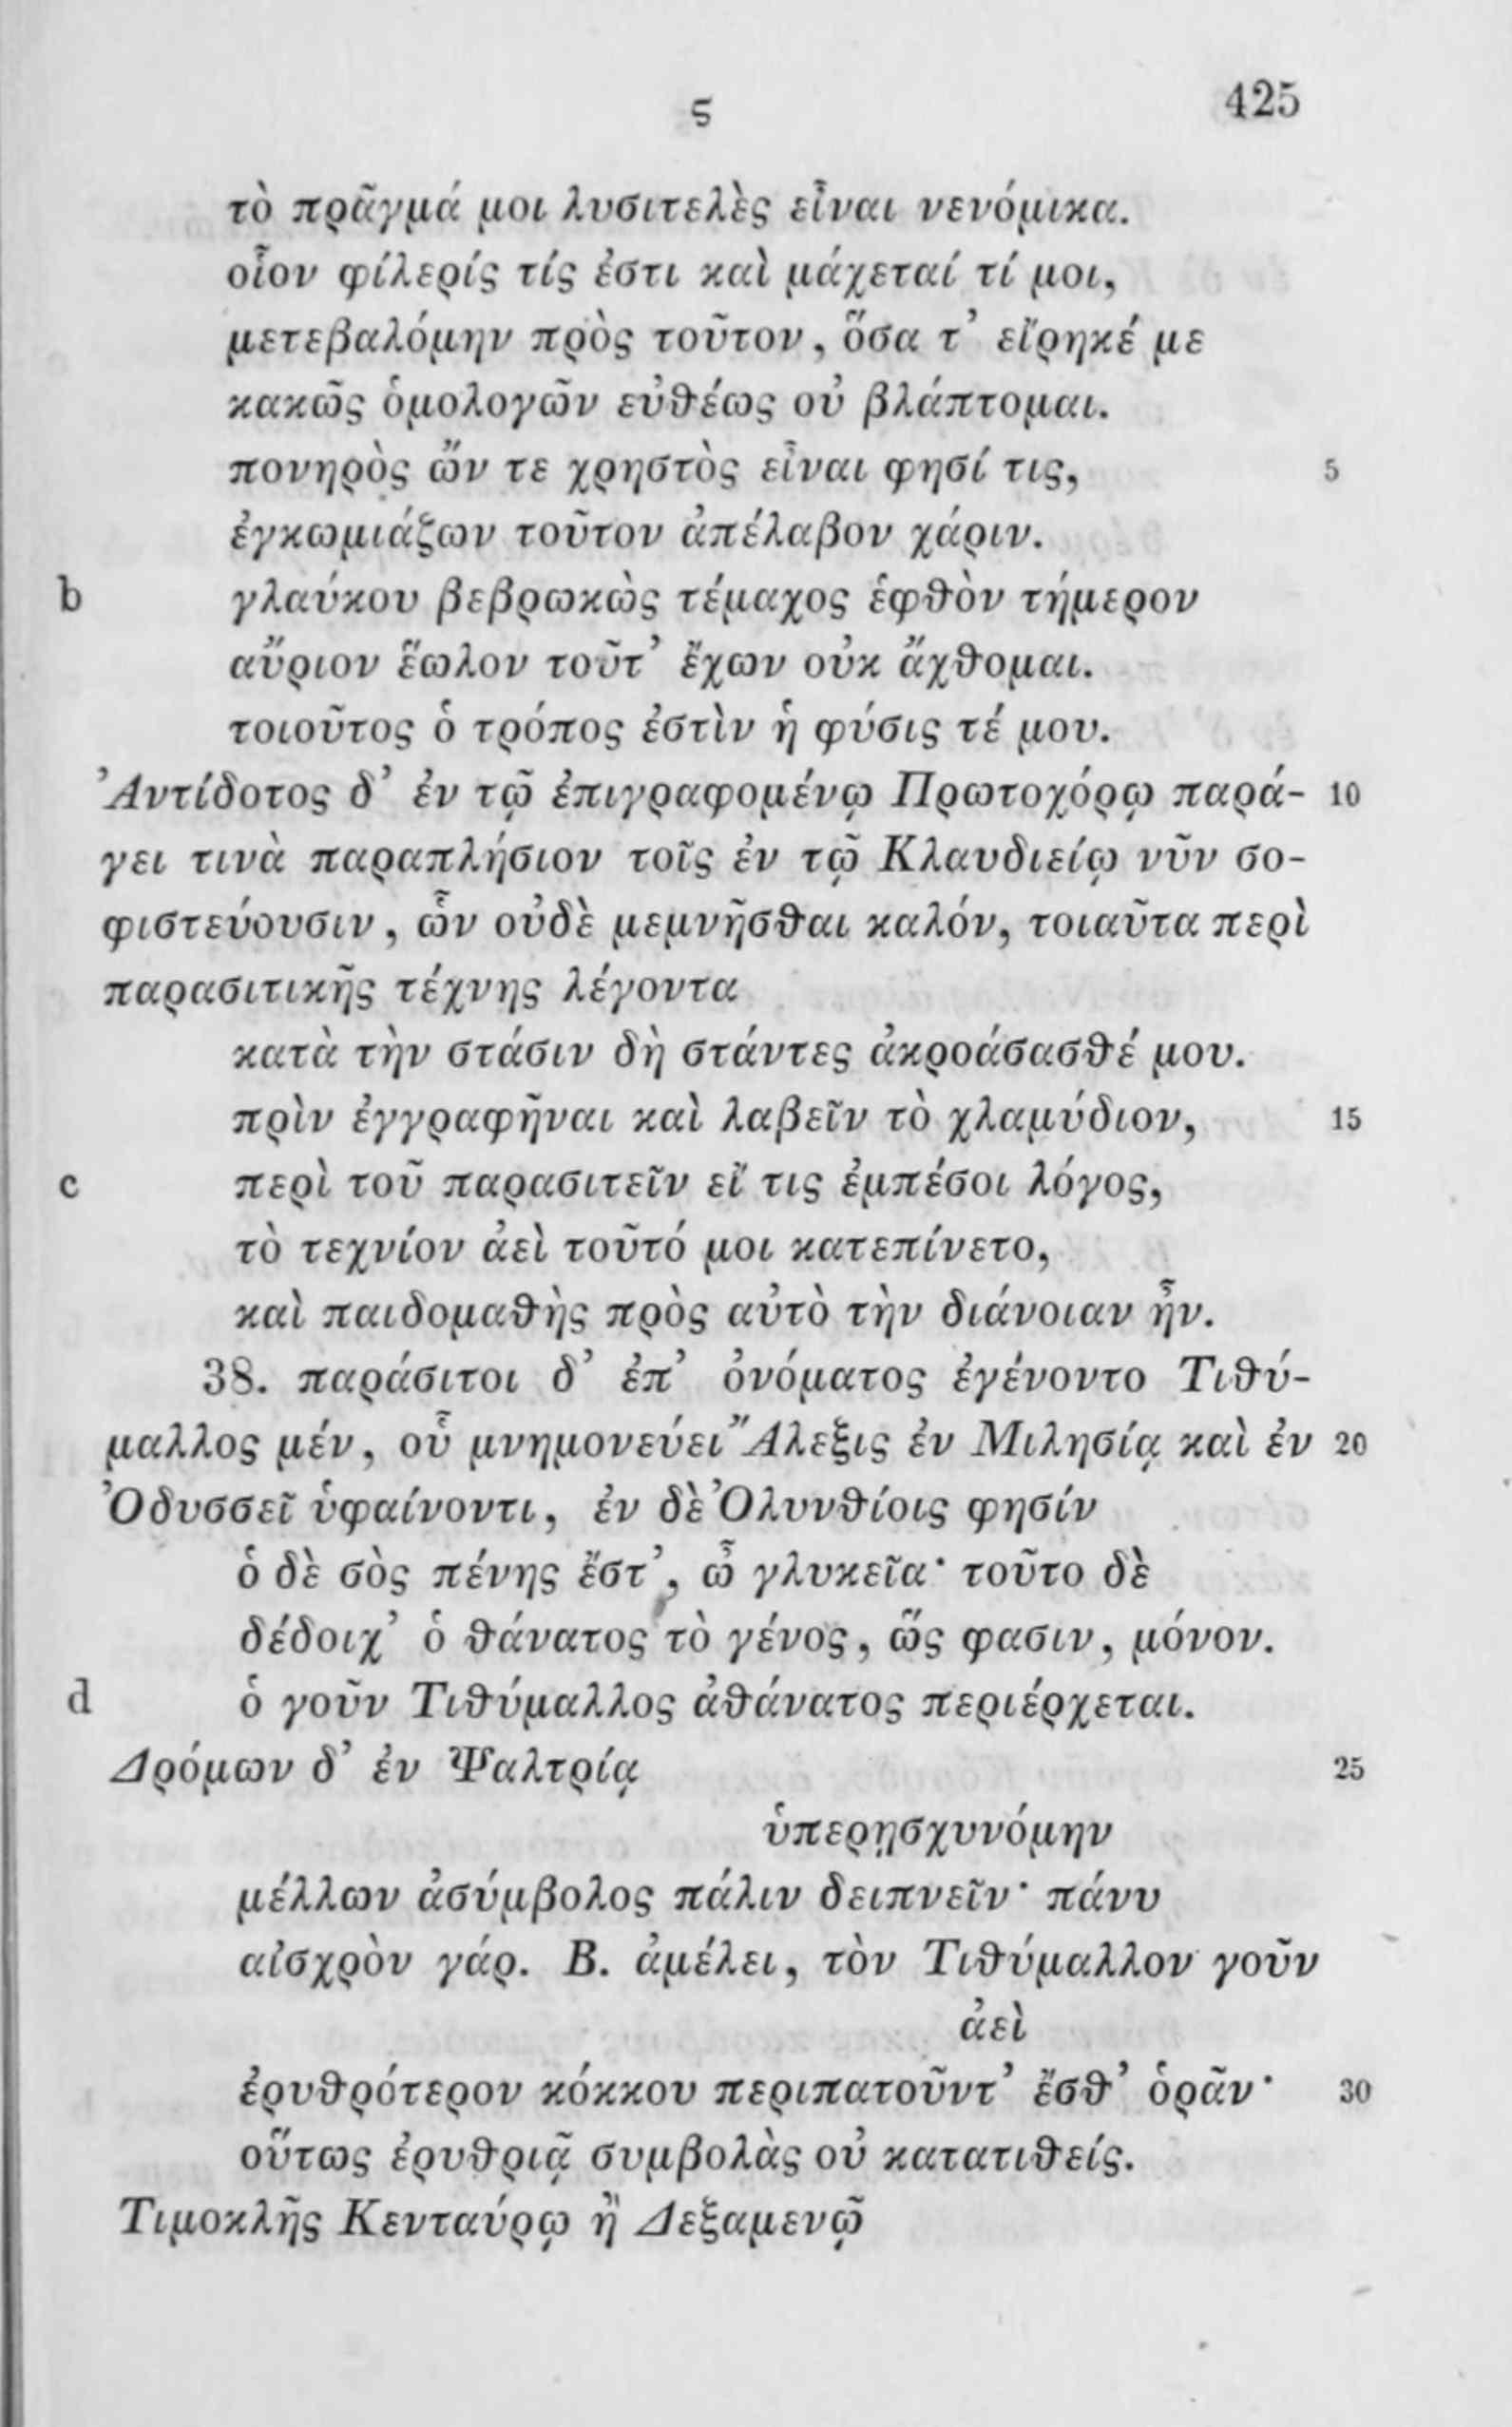 ϛ 425
τὸ πρᾶγμά μοι λυσιτελὲς εἶναι νενόμικα.
οἷον φίλερίς τίς ἐστι καὶ μάχεταί τί μοι,
μετεβαλόμην πρὸς τοῦτον, ὅσα τ’ εἴρηκέ με
κακῶς ὁμολογῶν εὐθέως οὐ βλάπτομαι.
πονηρὸς ὤν τε χρηστὸς εἶναι φησί τις, 5
ἐγκωμιάζων τοῦτον ἀπέλαβον χάριν.
b γλαύκου βεβρωκὼς τέμαχος ἑφθὸν τήμερον
αὔριον ἕωλον τοῦτ’ ἔχων οὐκ ἄχθομαι.
τοιοῦτος ὁ τρόπος ἐστὶν ἡ φύσις τέ μου.
Ἀντίδοτος δ’ ἐν τῷ ἐπιγραφομένῳ Πρωτοχόρῳ παρά- 10
γει τινὰ παραπλήσιον τοῖς ἐν τῷ Κλαυδιείῳ νῦν σο-
φιστεύουσιν, ὧν οὐδὲ μεμνῆσθαι καλόν, τοιαῦτα περὶ
παρασιτικῆς τέχνης λέγοντα
κατὰ τὴν στάσιν δὴ στάντες ἀκροάσασθέ μου.
πρὶν ἐγγραφῆναι καὶ λαβεῖν τὸ χλαμύδιον, 15
c περὶ τοῦ παρασιτεῖν εἴ τις ἐμπέσοι λόγος,
τὸ τεχνίον ἀεὶ τοῦτό μοι κατεπίνετο,
καὶ παιδομαθὴς πρὸς αὐτὸ τὴν διάνοιαν ἦν.
38. παράσιτοι δ’ ἐπ’ ὀνόματος ἐγένοντο Τιθύ-
μαλλος μέν, οὗ μνημονεύει Ἄλεξις ἐν Μιλησίᾳ καὶ ἐν 20
Ὀδυσσεῖ ὑφαίνοντι, ἐν δὲ Ὀλυνθίοις φησίν
ὁ δὲ σὸς πένης ἔστ’, ὦ γλυκεῖα· τοῦτο δὲ
δέδοιχ’ ὁ θάνατος τὸ γένος, ὥς φασιν, μόνον.
d ὁ γοῦν Τιθύμαλλος ἀθάνατος περιέρχεται.
Δρόμων δ’ ἐν Ψαλτρίᾳ 25
ὑπερῃσχυνόμην
μέλλων ἀσύμβολος πάλιν δειπνεῖν· πάνυ
αἰσχρὸν γάρ. Β. ἀμέλει, τὸν Τιθύμαλλον γοῦν
ἀεὶ
ἐρυθρότερον κόκκου περιπατοῦντ’ ἔσθ’ ὁρᾶν· 30
οὕτως ἐρυθριᾷ συμβολὰς οὐ κατατιθείς.
Τιμοκλῆς Κενταύρῳ ἢ Δεξαμενῷ